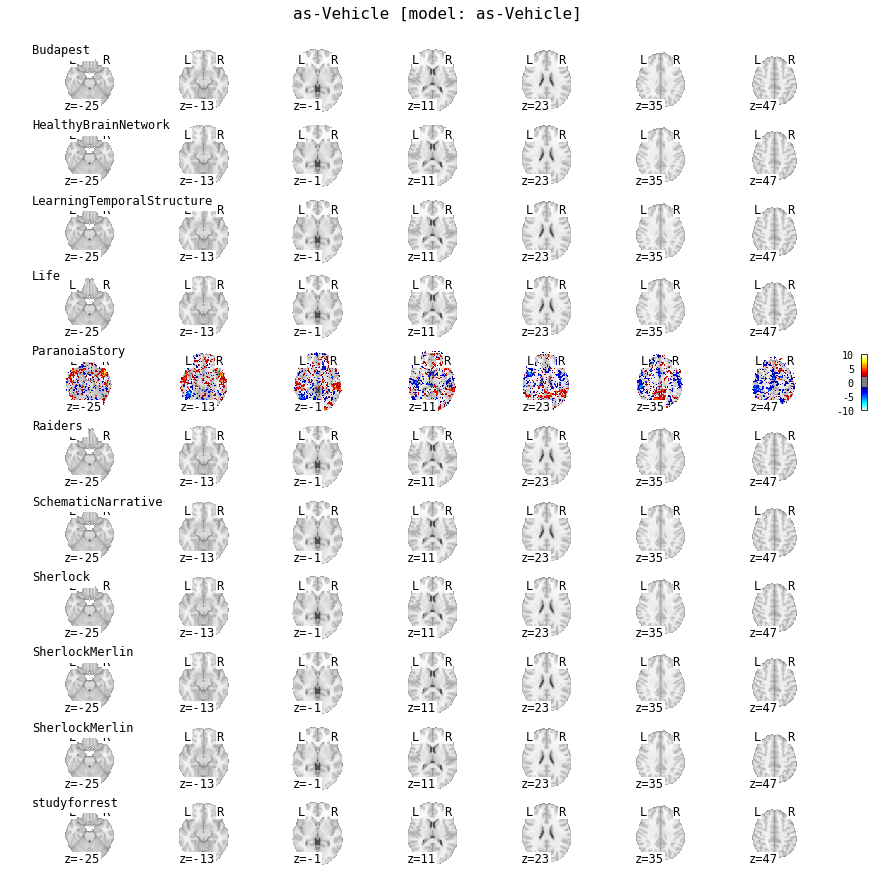 as-Vehicle [model: as-Vehicle]
Budapest
L R L R L R L R L R L R L R
z=-25 z=-13 z=-1 z=11 z=23 z=35 z=47
HealthyBrainNetwork
L R L R L R L R L R L R L R
z=-25 z=-13 z=-1 z=11 z=23 z=35 z=47
LearningTemporalStructure
L R L R L R L R L R L R L R
z=-25 z=-13 z=-1 z=11 z=23 z=35 z=47
Life
L R L R L R L R L R L R L R
z=-25 z=-13 z=-1 z=11 z=23 z=35 z=47
ParanoiaStory
L R L R L R L R L R L R L R
z=-25 z=-13 z=-1 z=11 z=23 z=35 z=47
10
5
0
-5
-10
Raiders
L R L R L R L R L R L R L R
z=-25 z=-13 z=-1 z=11 z=23 z=35 z=47
SchematicNarrative
L R L R L R L R L R L R L R
z=-25 z=-13 z=-1 z=11 z=23 z=35 z=47
Sherlock
L R L R L R L R L R L R L R
z=-25 z=-13 z=-1 z=11 z=23 z=35 z=47
SherlockMerlin
L R L R L R L R L R L R L R
z=-25 z=-13 z=-1 z=11 z=23 z=35 z=47
SherlockMerlin
L R L R L R L R L R L R L R
z=-25 z=-13 z=-1 z=11 z=23 z=35 z=47
studyforrest
L R L R L R L R L R L R L R
z=-25 z=-13 z=-1 z=11 z=23 z=35 z=47